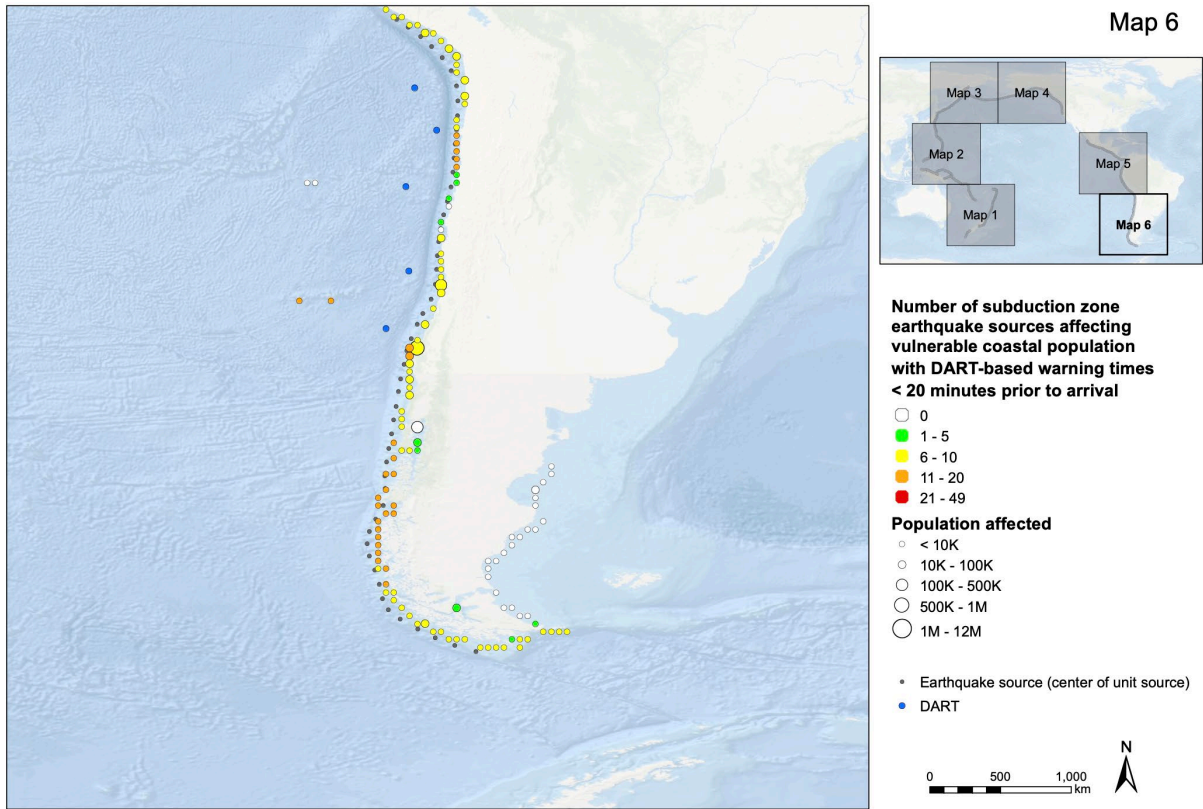 Map 6
Map 3
Map 4
Map 2
Map 5
Map 1
Map 6
Number of subduction zone
earthquake sources affecting
vulnerable coastal population
with DART-based warning times
< 20 minutes prior to arrival
0
1 - 5
6 - 10
11 - 20
21 - 49
Population affected
< 10K
10K - 100K
100K - 500K
500K - 1M
1M - 12M
Earthquake source (center of unit source)
DART
N
0 500 1,000
km